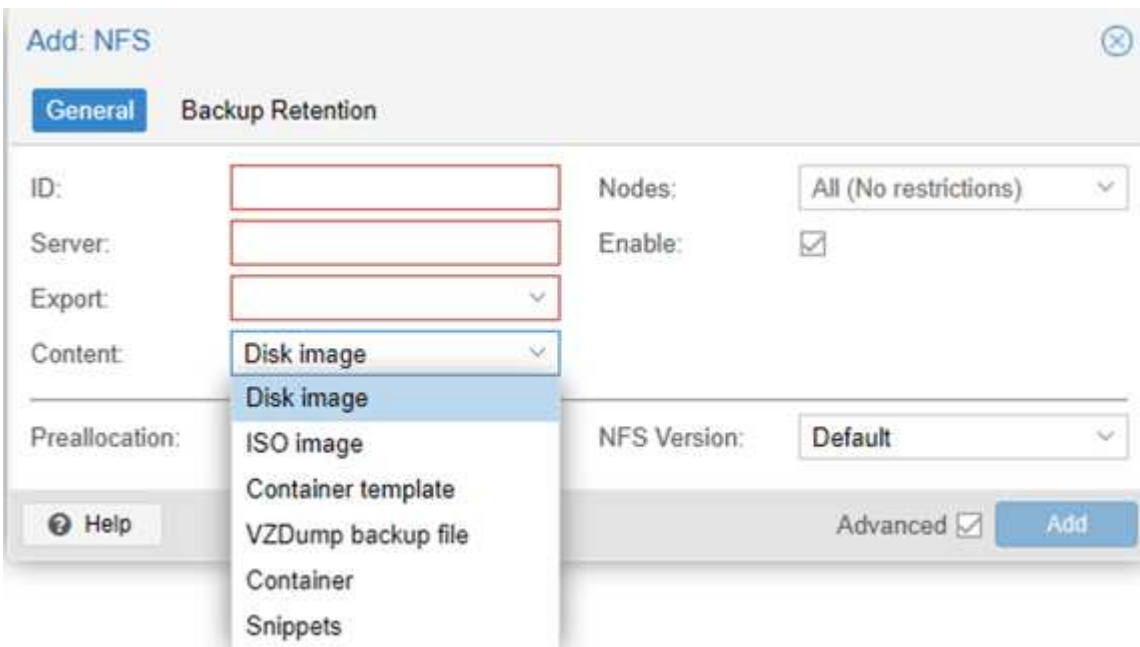 Add: NFS
General Backup Retention
ID: Nodes: All (No restrictions)
Server: Enable:
Export:
Content: Disk image
Disk image
Preallocation: ISO image NFS Version: Default
Container template
Help VZDump backup file Advanced Add
Container
Snippets